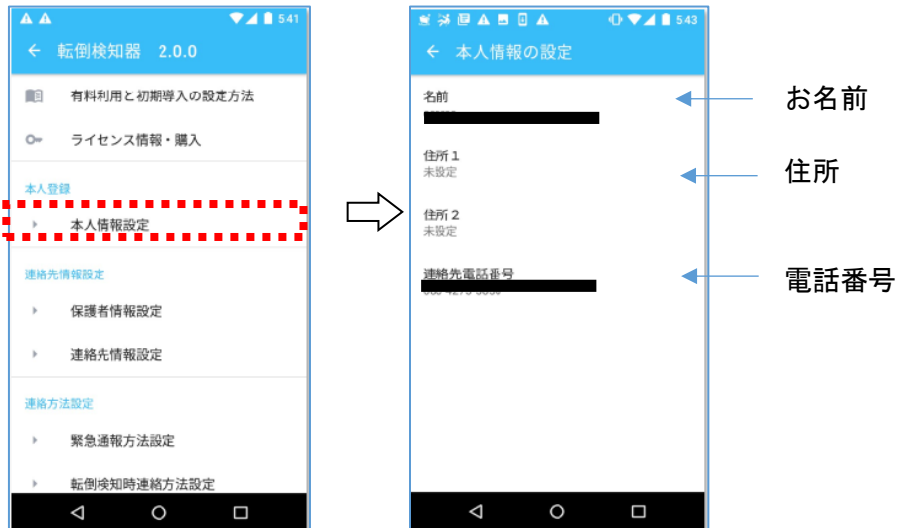 5:41
転倒検知器 2.0.0
有料利用と初期導入の設定方法
ライセンス情報・購入
本人登録
本人情報設定
連絡先情報設定
保護者情報設定
連絡先情報設定
連絡方法設定
緊急通報方法設定
転倒検知時連絡方法設定
5:43
本人情報の設定
名前
住所１
未設定
住所２
未設定
連絡先電話番号
お名前
住所
電話番号